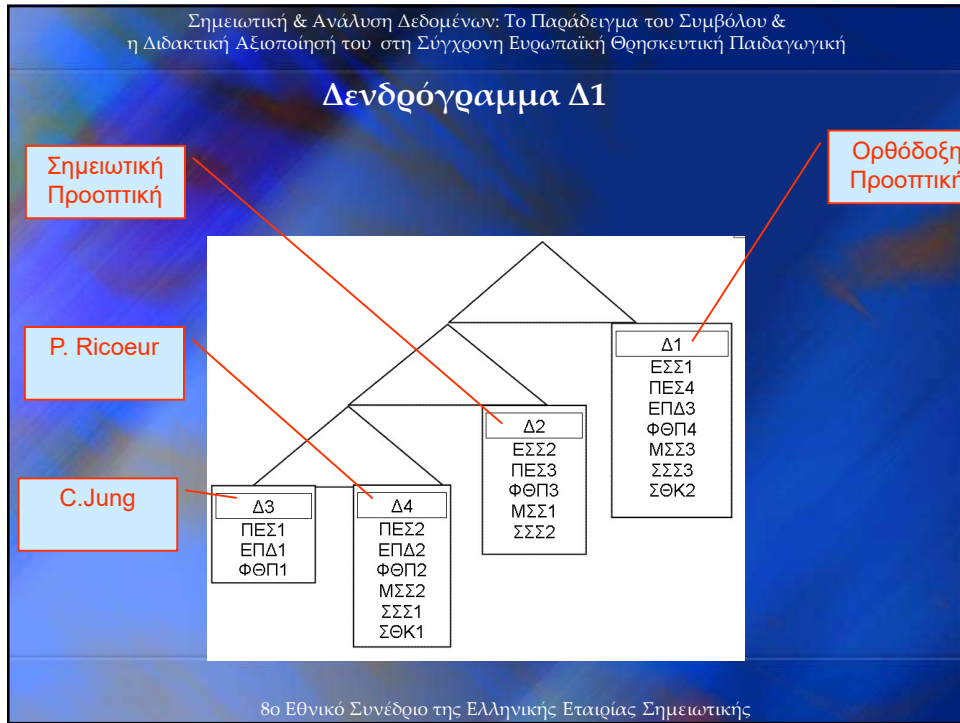 Σημειωτική & Ανάλυση Δεδομένων: Το Παράδειγμα του Συμβόλου &
η Διδακτική Αξιοποίησή του στη Σύγχρονη Ευρωπαϊκή Θρησκευτική Παιδαγωγική
Δενδρόγραμμα Δ1
Σημειωτική
Προοπτική
Ορθόδοξη
Προοπτική
P. Ricoeur
C.Jung
Δ1
ΕΣΣ1
ΠΕΣ4
ΕΠΔ3
ΦΘΠ4
ΜΣΣ3
ΣΣΣ3
ΣΘΚ2
Δ2
ΕΣΣ2
ΠΕΣ3
ΦΘΠ3
ΜΣΣ1
ΣΣΣ2
Δ3
ΠΕΣ1
ΕΠΔ1
ΦΘΠ1
Δ4
ΠΕΣ2
ΕΠΔ2
ΦΘΠ2
ΜΣΣ2
ΣΣΣ1
ΣΘΚ1
8ο Εθνικό Συνέδριο της Ελληνικής Εταιρίας Σημειωτικής